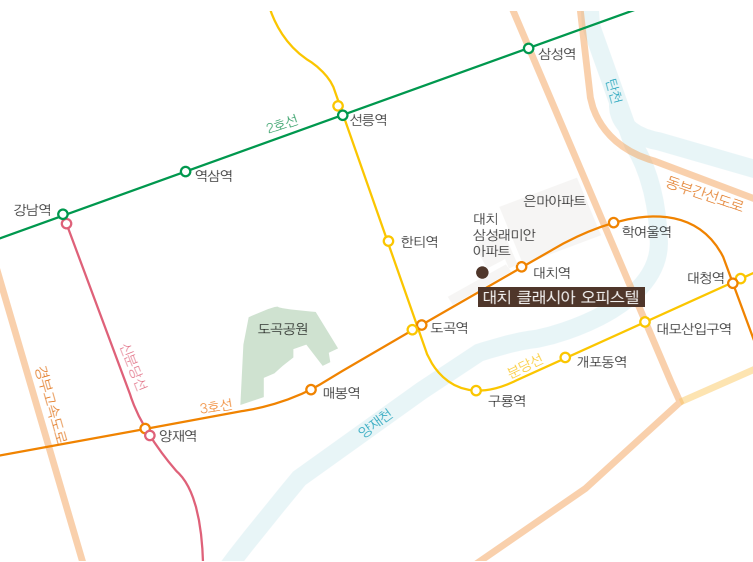 삼성역
탄천
2호선
선릉역
역삼역
동부간선도로
은마아파트
강남역
대치
삼성래미안
아파트
학여울역
한티역
대치역
대청역
대치 클래시아 오피스텔
도곡공원
도곡역
대모산입구역
신분당선
분당선
개포동역
경부고속도로
매봉역
구룡역
3호선
양재천
양재역